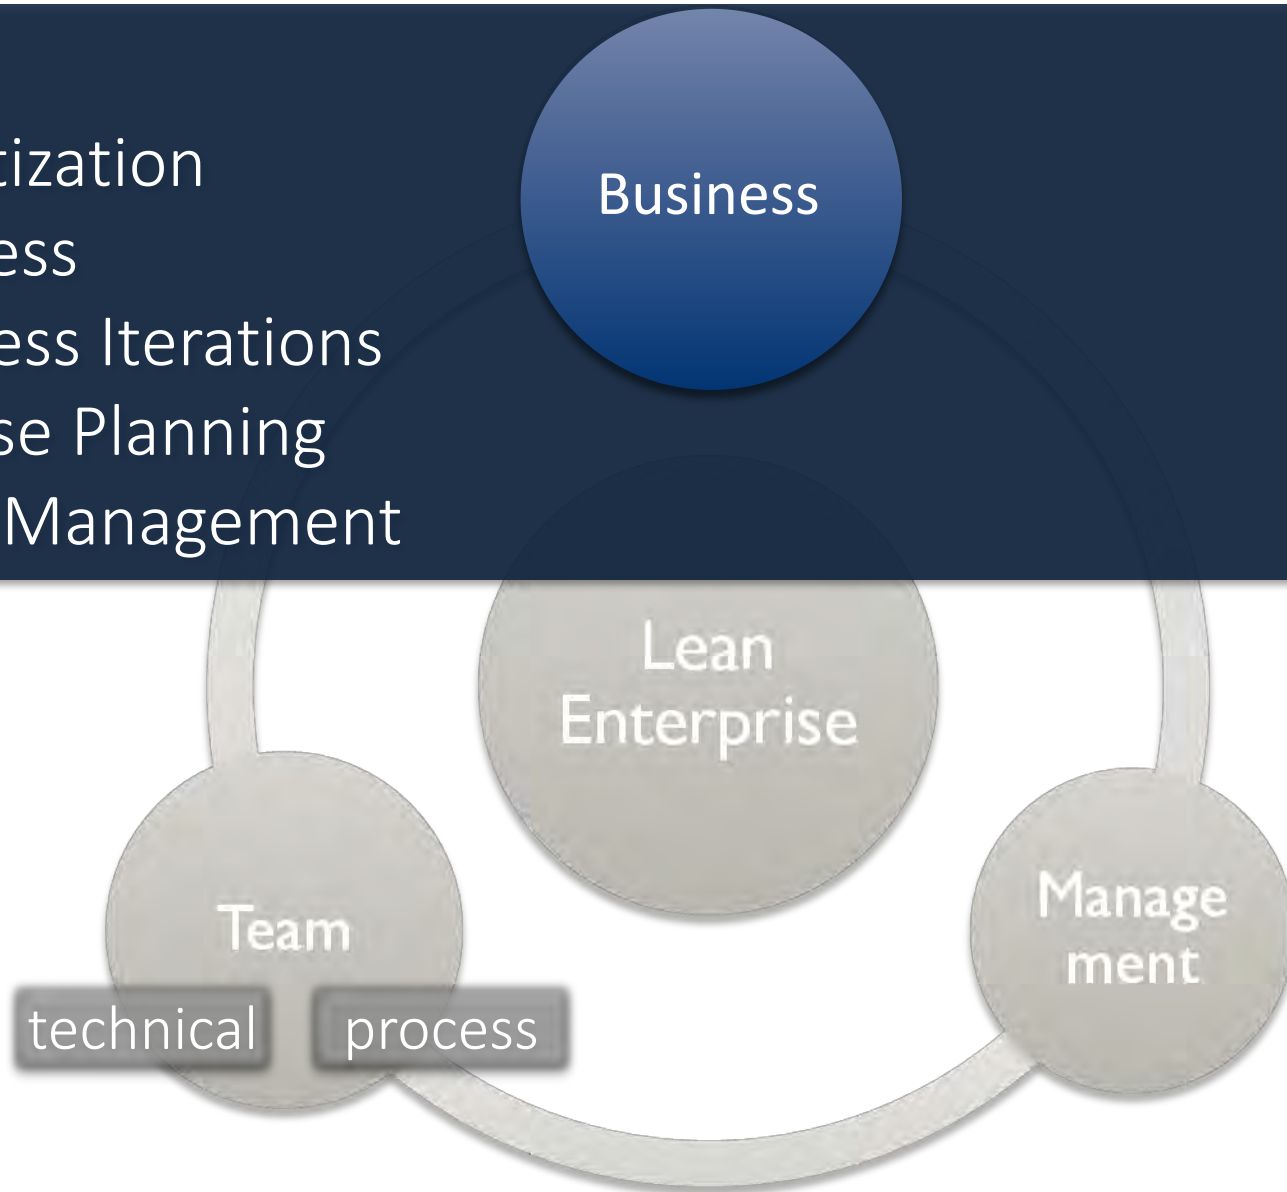 tization
Business
ess
ess Iterations
se Planning
Management
Lean
Enterprise
Team
Manage
ment
technical
process